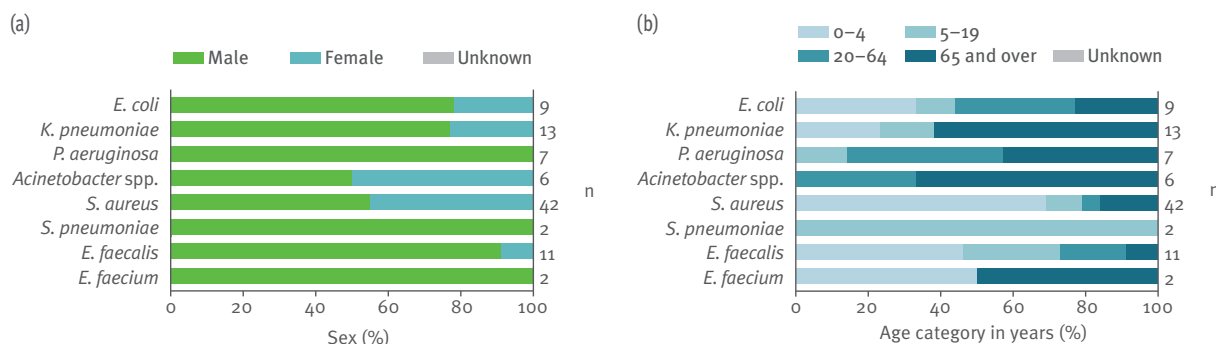 (a)
Male Female Unknown
E. coli 9
K. pneumoniae 13
P. aeruginosa 7
Acinetobacter spp. 6
S. aureus 42
S. pneumoniae 2
E. faecalis 11
E. faecium 2
n
0 20 40 60 80 100
Sex (%)
(b)
0–4 5–19
20–64 65 and over Unknown
E. coli 9
K. pneumoniae 13
P. aeruginosa 7
Acinetobacter spp. 6
S. aureus 42
S pneumoniae 2
E. faecalis 11
E. faecium 2
n
0 20 40 60 80 100
Age category in years (%)